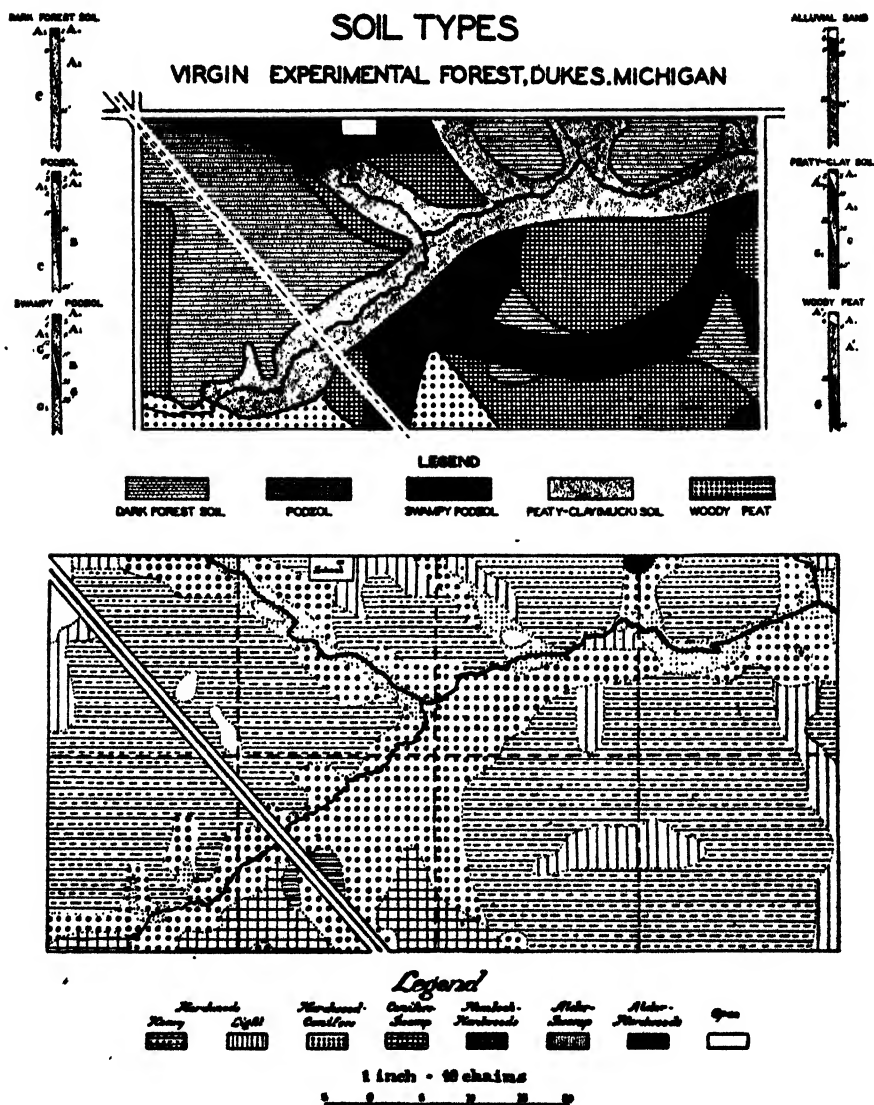 SOIL TYPES
VIRGIN EXPERIMENTAL FOREST, DUKES. MICHIGAN
DARK FOREST SOIL
PODZOL
SWAMPY PODZOL
ALLUVIAL SAND
PEATY-CLAY SOIL
WOODY PEAT
LEGEND
DARK FOREST SOIL
PODZOL
SWAMPY PODZOL
PEATY-CLAY(MUCK) SOIL
WOODY PEAT
Legend
Hardwoods
Heavy
Light
Hardwood-
Conifers
Conifer-
Swamp
Hemlock-
Hardwoods
Alder-
Swamp
Alder-
Hardwoods
Open
1 inch - 10 chains